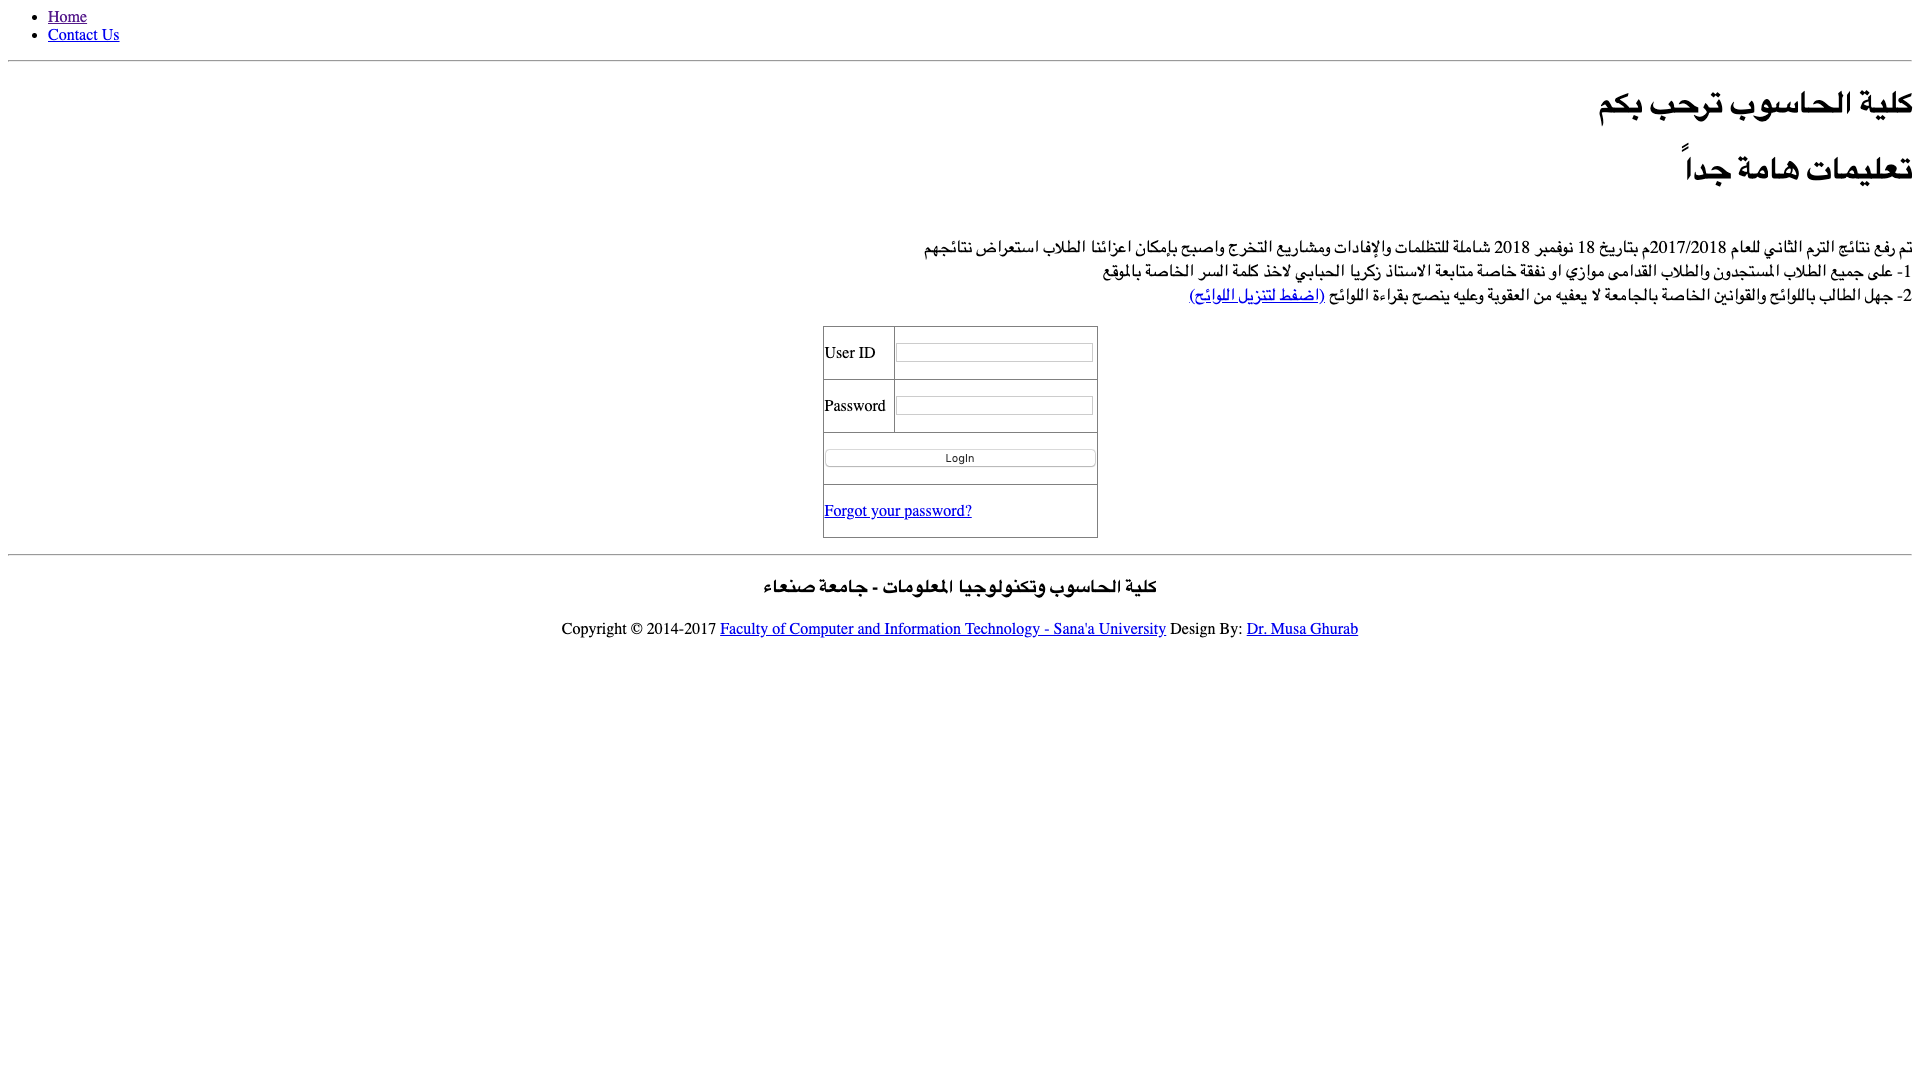 Home
Contact Us
كلية الحاسوب ترحب بكم
تعليمات هامة جداً
تم رفع نتائج الترم الثاني للعام 2017/2018م بتاريخ 18 نوفمبر 2018 شاملة للتظلمات والإفادات ومشاريع التخرج واصبح بإمكان اعزائنا الطلاب استعراض نتائجهم
1- على جميع الطلاب المستجدون والطلاب القدامى موازي او نفقة خاصة متابعة الاستاذ زكريا الحبابي لاخذ كلمة السر الخاصة بالموقع
2- جهل الطالب باللوائح والقوانين الخاصة بالجامعة لا يعفيه من العقوبة وعليه ينصح بقراءة اللوائح (اضغط لتنزيل اللوائح)
User ID
Password
LogIn
Forgot your password?
كلية الحاسوب وتكنولوجيا المعلومات - جامعة صنعاء
Copyright © 2014-2017 Faculty of Computer and Information Technology - Sana'a University Design By: Dr. Musa Ghurab